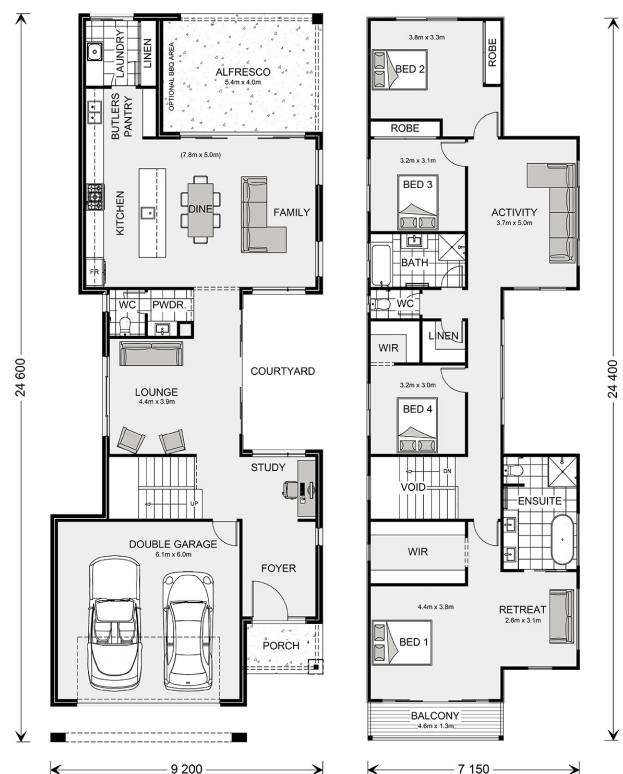 LAUNDRY
LINEN
OPTIONAL BBQ AREA
ALFRESCO
5.4m x 4.0m
BUTLERS
PANTRY
(7.8m x 5.0m)
KITCHEN
DINE
FAMILY
FR
WC
PWDR.
COURTYARD
LOUNGE
4.4m x 3.9m
STUDY
UP
DOUBLE GARAGE
6.1m x 6.0m
FOYER
PORCH
24 600
9 200
3.8m x 3.3m
BED 2
ROBE
ROBE
3.2m x 3.1m
BED 3
ACTIVITY
3.7m x 5.0m
BATH
WC
LINEN
WIR
3.2m x 3.0m
BED 4
DN
VOID
ENSUITE
WIR
4.4m x 3.8m
RETREAT
2.6m x 3.1m
BED 1
BALCONY
4.6m x 1.3m
24 400
7 150